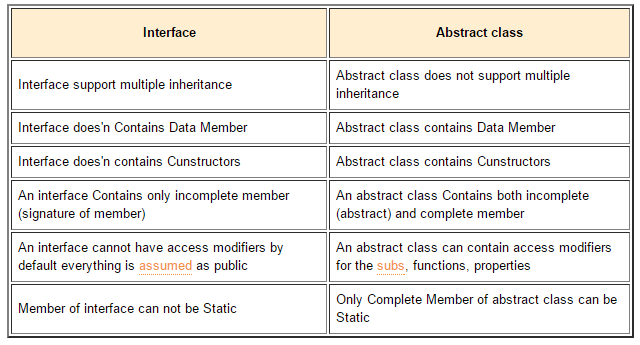 Interface
Abstract class
Interface support multiple inheritance
Abstract class does not support multiple
inheritance
Interface does'n Contains Data Member
Abstract class contains Data Member
Interface does'n contains Cunstructors
Abstract class contains Cunstructors
An interface Contains only incomplete member
(signature of member)
An abstract class Contains both incomplete
(abstract) and complete member
An interface cannot have access modifiers by
default everything is assumed as public
An abstract class can contain access modifiers
for the subs, functions, properties
Member of interface can not be Static
Only Complete Member of abstract class can be
Static